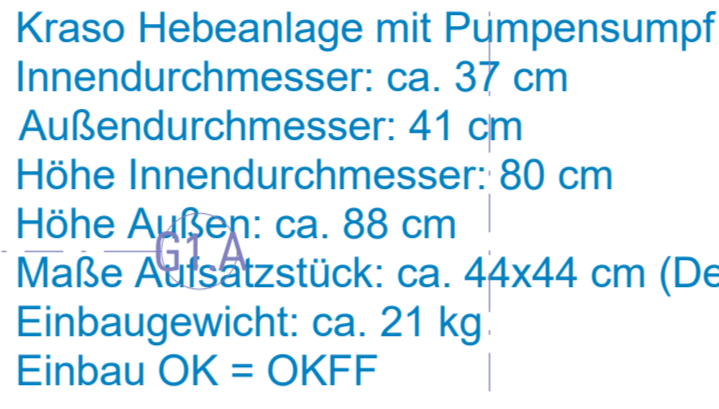 Kraso Hebeanlage mit Pumpensumpf
Innendurchmesser: ca. 37 cm
Außendurchmesser: 41 cm
Höhe Innendurchmesser: 80 cm
Höhe Außen: ca. 88 cm
G1.A
Maße Aufsatzstück: ca. 44x44 cm (De
Einbaugewicht: ca. 21 kg
Einbau OK = OKFF